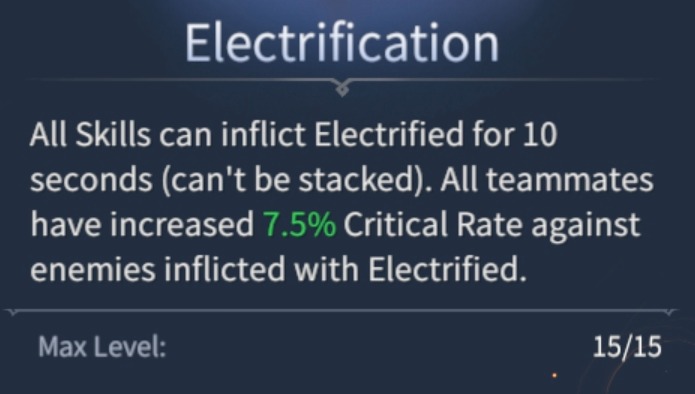 Electrification
All Skills can inflict Electrified for 10
seconds (can't be stacked). All teammates
have increased 7.5% Critical Rate against
enemies inflicted with Electrified.
Max Level: 15/15